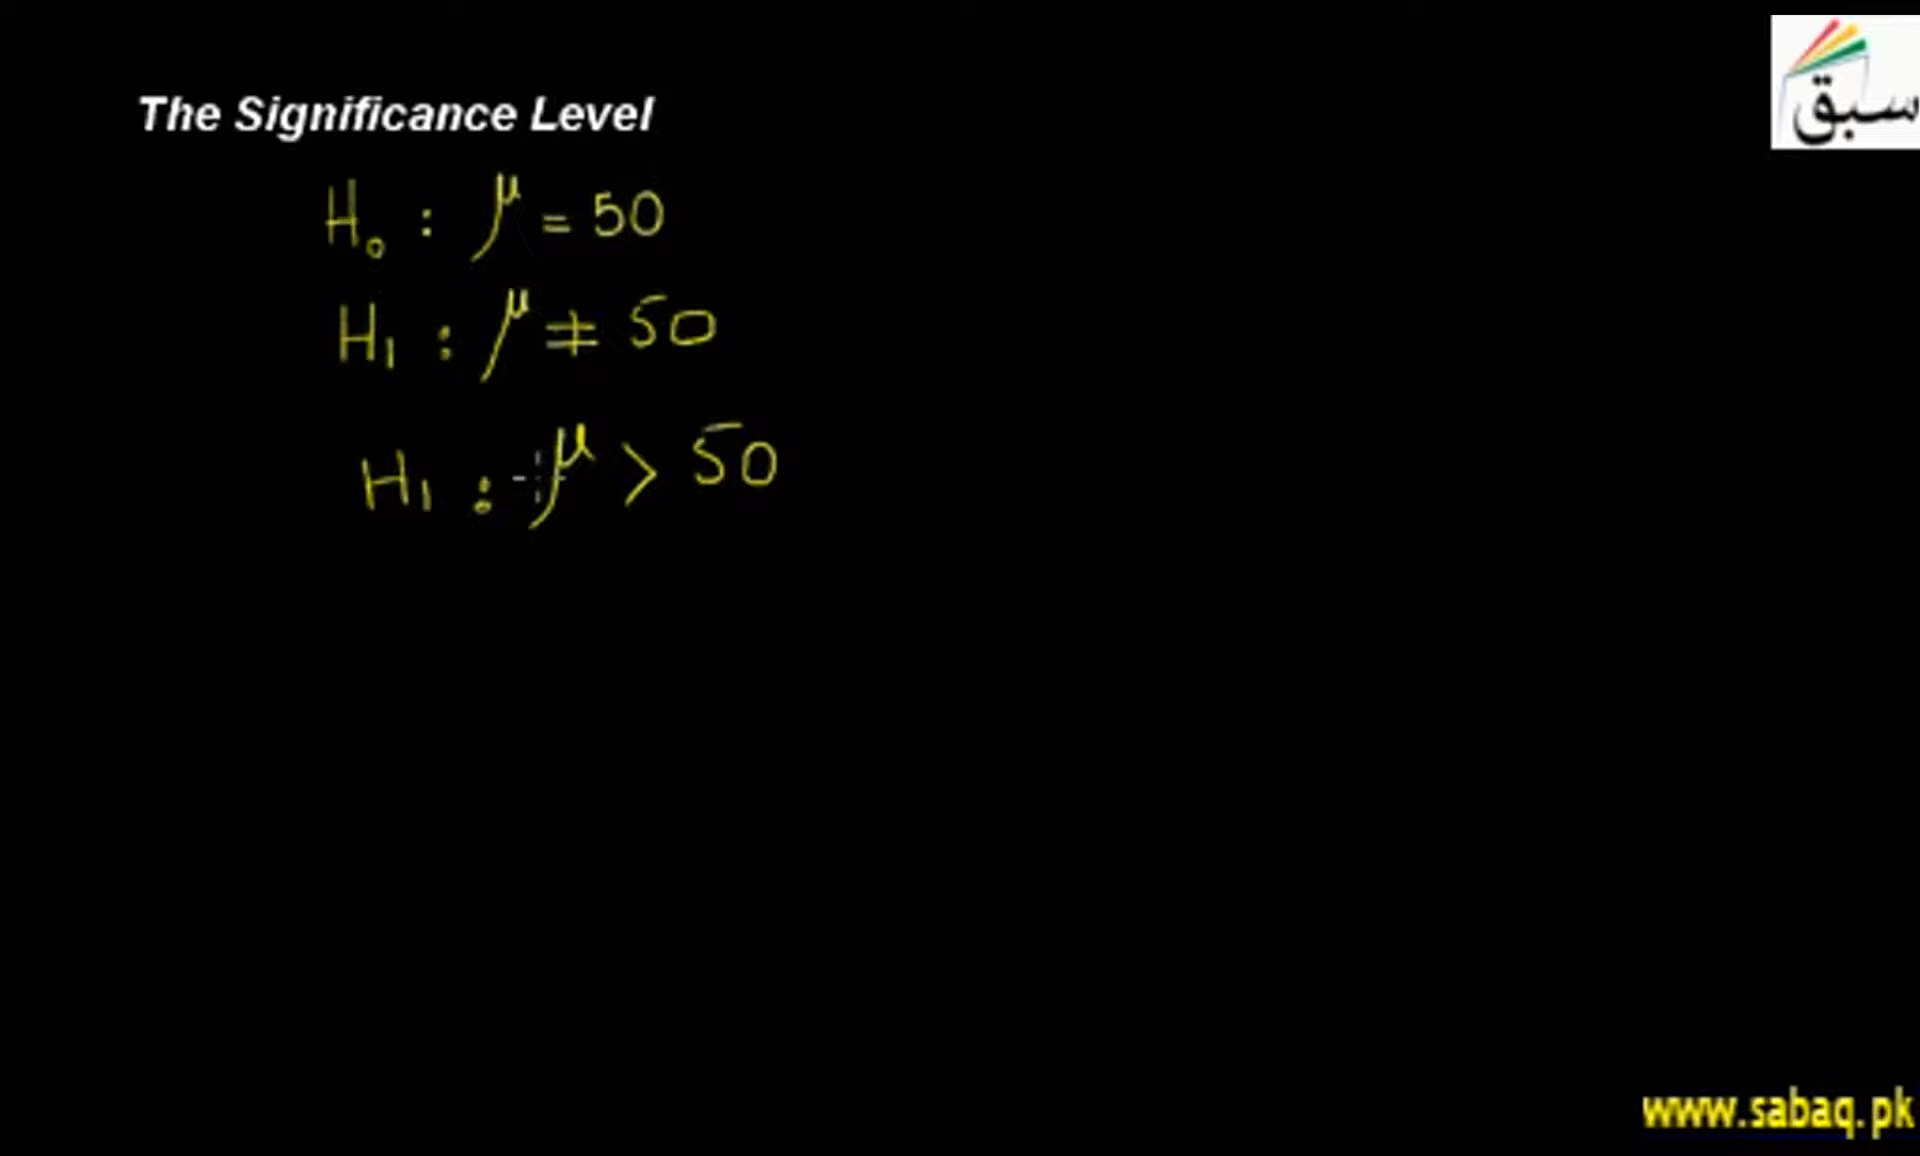 سبق
The Significance Level
H₀ : μ = 50
H₁ : μ ≠ 50
H₁ : μ > 50
www.sabaq.pk